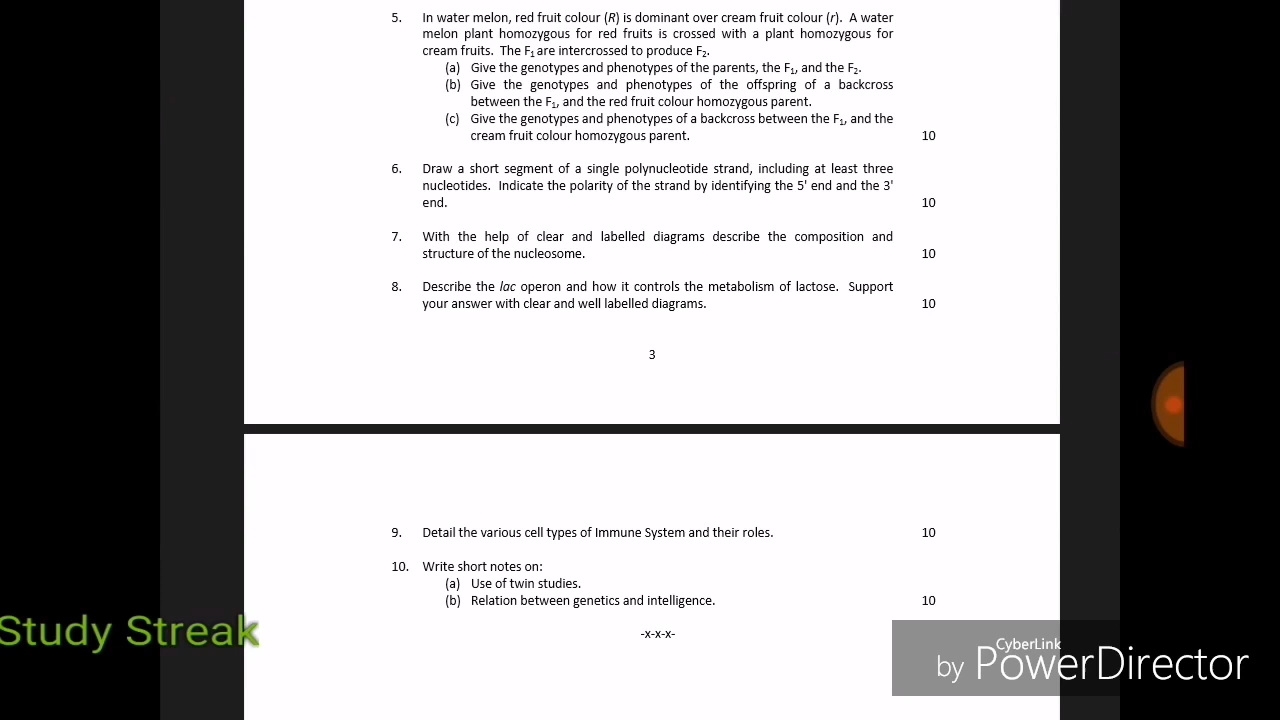 5. In water melon, red fruit colour (R) is dominant over cream fruit colour (r). A water
melon plant homozygous for red fruits is crossed with a plant homozygous for
cream fruits. The F₁ are intercrossed to produce F₂.
(a) Give the genotypes and phenotypes of the parents, the F₁, and the F₂.
(b) Give the genotypes and phenotypes of the offspring of a backcross
between the F₁, and the red fruit colour homozygous parent.
(c) Give the genotypes and phenotypes of a backcross between the F₁, and the
cream fruit colour homozygous parent. 10
6. Draw a short segment of a single polynucleotide strand, including at least three
nucleotides. Indicate the polarity of the strand by identifying the 5' end and the 3'
end. 10
7. With the help of clear and labelled diagrams describe the composition and
structure of the nucleosome. 10
8. Describe the lac operon and how it controls the metabolism of lactose. Support
your answer with clear and well labelled diagrams. 10
3
9. Detail the various cell types of Immune System and their roles. 10
10. Write short notes on:
(a) Use of twin studies.
(b) Relation between genetics and intelligence. 10
-x-x-x-
Study Streak
CyberLink
by PowerDirector